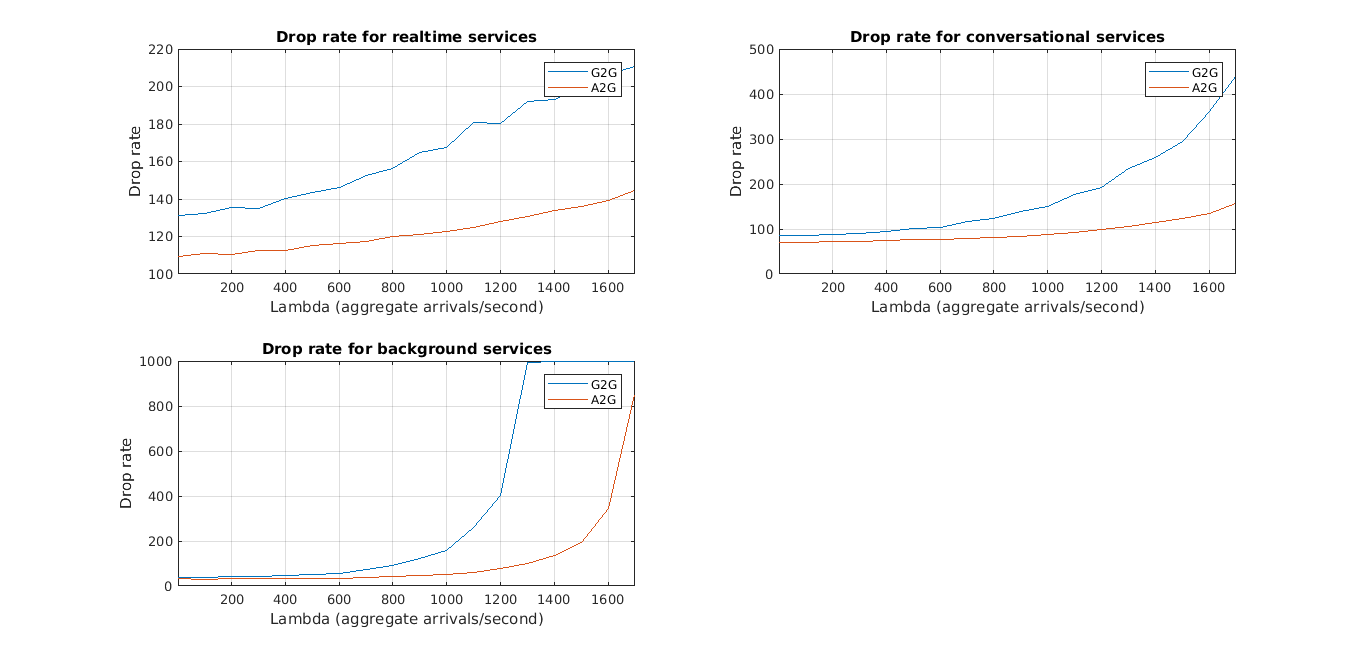 Drop rate for realtime services
220
200
180
160
140
120
100
Drop rate
G2G
A2G
200 400 600 800 1000 1200 1400 1600
Lambda (aggregate arrivals/second)
Drop rate for conversational services
500
400
300
200
100
0
Drop rate
G2G
A2G
200 400 600 800 1000 1200 1400 1600
Lambda (aggregate arrivals/second)
Drop rate for background services
1000
800
600
400
200
0
Drop rate
G2G
A2G
200 400 600 800 1000 1200 1400 1600
Lambda (aggregate arrivals/second)